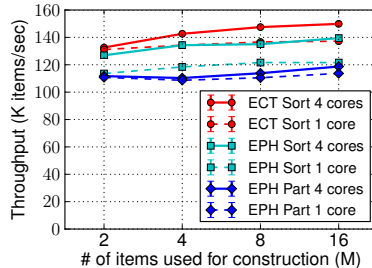 160
140
120
100
80
60
40
20
0
Throughput (K items/sec)
ECT Sort 4 cores
ECT Sort 1 core
EPH Sort 4 cores
EPH Sort 1 core
EPH Part 4 cores
EPH Part 1 core
2 4 8 16
# of items used for construction (M)